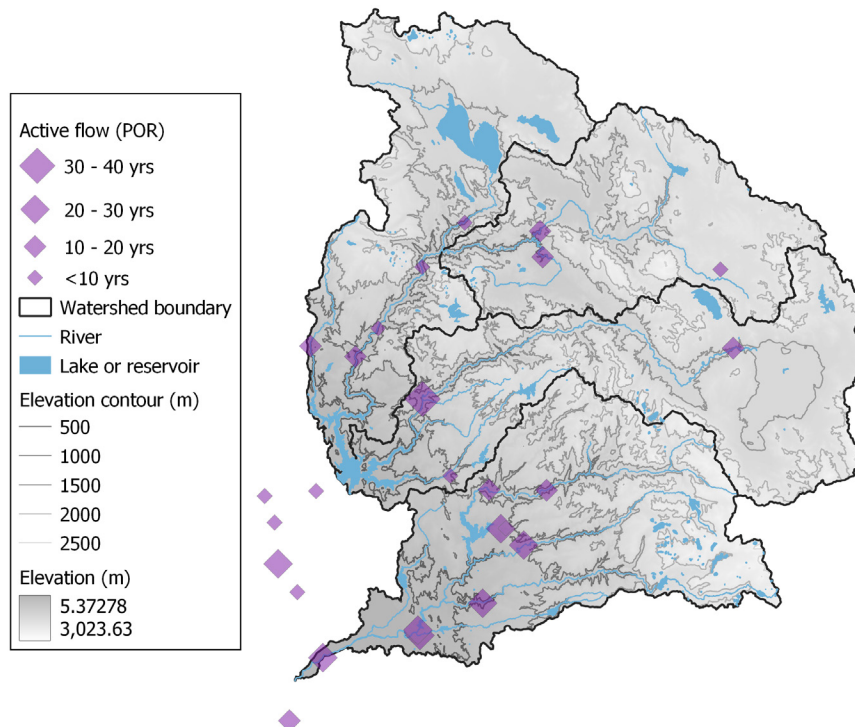 Active flow (POR)
30 - 40 yrs
20 - 30 yrs
10 - 20 yrs
<10 yrs
Watershed boundary
River
Lake or reservoir
Elevation contour (m)
500
1000
1500
2000
2500
Elevation (m)
5.37278
3,023.63